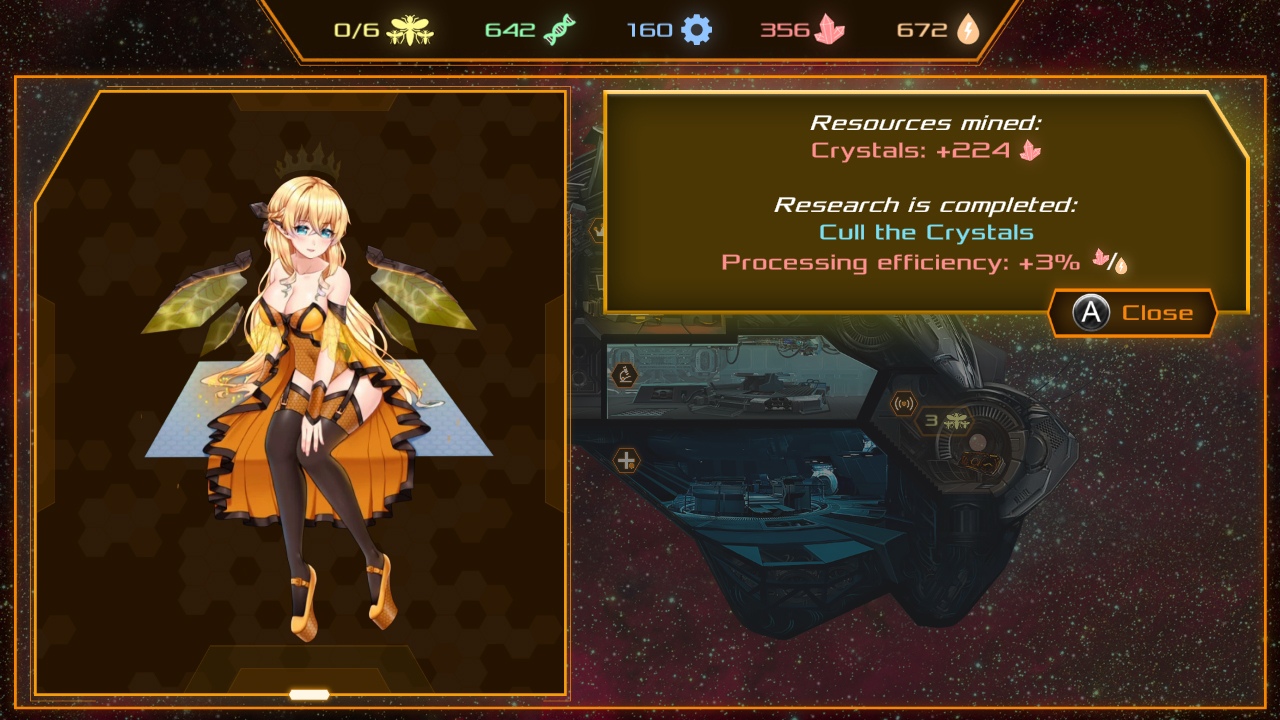 0/6
642
160
356
672
Resources mined:
Crystals: +224
Research is completed:
Cull the Crystals
Processing efficiency: +3% /
A Close
3